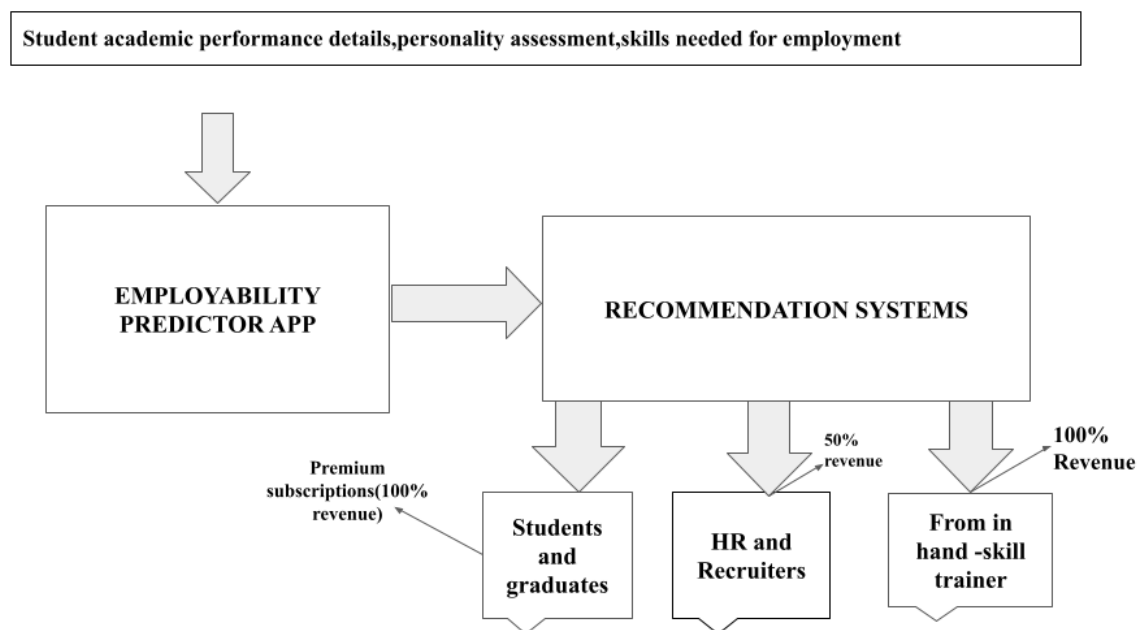 Student academic performance details,personality assessment,skills needed for employment
EMPLOYABILITY
PREDICTOR APP
RECOMMENDATION SYSTEMS
Premium
subscriptions(100%
revenue)
50%
revenue
100%
Revenue
Students
and
graduates
HR and
Recruiters
From in
hand -skill
trainer